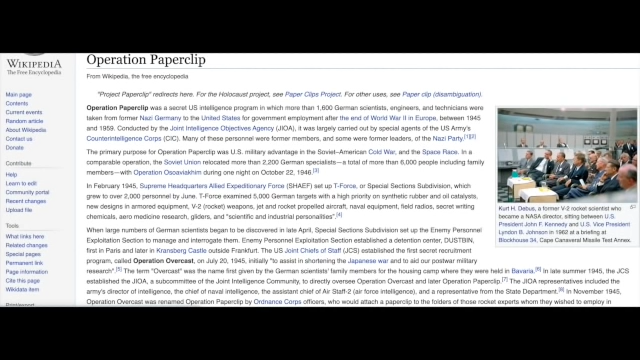 WIKIPEDIA
The Free Encyclopedia
Main page
Contents
Current events
Random article
About Wikipedia
Contact us
Donate
Contribute
Help
Learn to edit
Community portal
Recent changes
Upload file
Tools
What links here
Related changes
Special pages
Permanent link
Page information
Cite this page
Wikidata item
Operation Paperclip
From Wikipedia, the free encyclopedia
"Project Paperclip" redirects here. For the Holocaust project, see Paper Clips Project. For other uses, see Paper clip (disambiguation).
Operation Paperclip was a secret US intelligence program in which more than 1,600 German scientists, engineers, and technicians were
taken from former Nazi Germany to the United States for government employment after the end of World War II in Europe, between 1945
and 1959. Conducted by the Joint Intelligence Objectives Agency (JIOA), it was largely carried out by special agents of the US Army's
Counterintelligence Corps (CIC). Many of these personnel were former members, and some were former leaders, of the Nazi Party.[1][2]
The primary purpose for Operation Paperclip was U.S. military advantage in the Soviet–American Cold War, and the Space Race. In a
comparable operation, the Soviet Union relocated more than 2,200 German specialists—a total of more than 6,000 people including family
members—with Operation Osoaviakhim during one night on October 22, 1946.[3]
In February 1945, Supreme Headquarters Allied Expeditionary Force (SHAEF) set up T-Force, or Special Sections Subdivision, which
grew to over 2,000 personnel by June. T-Force examined 5,000 German targets with a high priority on synthetic rubber and oil catalysts,
new designs in armored equipment, V-2 (rocket) weapons, jet and rocket propelled aircraft, naval equipment, field radios, secret writing
chemicals, aero medicine research, gliders, and "scientific and industrial personalities".[4]
When large numbers of German scientists began to be discovered in late April, Special Sections Subdivision set up the Enemy Personnel
Exploitation Section to manage and interrogate them. Enemy Personnel Exploitation Section established a detention center, DUSTBIN,
first in Paris and later in Kransberg Castle outside Frankfurt. The US Joint Chiefs of Staff (JCS) established the first secret recruitment
program, called Operation Overcast, on July 20, 1945, initially "to assist in shortening the Japanese war and to aid our postwar military
research".[5] The term "Overcast" was the name first given by the German scientists' family members for the housing camp where they were held in Bavaria.[6] In late summer 1945, the JCS
established the JIOA, a subcommittee of the Joint Intelligence Community, to directly oversee Operation Overcast and later Operation Paperclip.[7] The JIOA representatives included the
army's director of intelligence, the chief of naval intelligence, the assistant chief of Air Staff-2 (air force intelligence), and a representative from the State Department.[8] In November 1945,
Operation Overcast was renamed Operation Paperclip by Ordnance Corps officers, who would attach a paperclip to the folders of those rocket experts whom they wished to employ in
Kurt H. Debus, a former V-2 rocket scientist who
became a NASA director, sitting between U.S.
President John F. Kennedy and U.S. Vice President
Lyndon B. Johnson in 1962 at a briefing at
Blockhouse 34, Cape Canaveral Missile Test Annex.